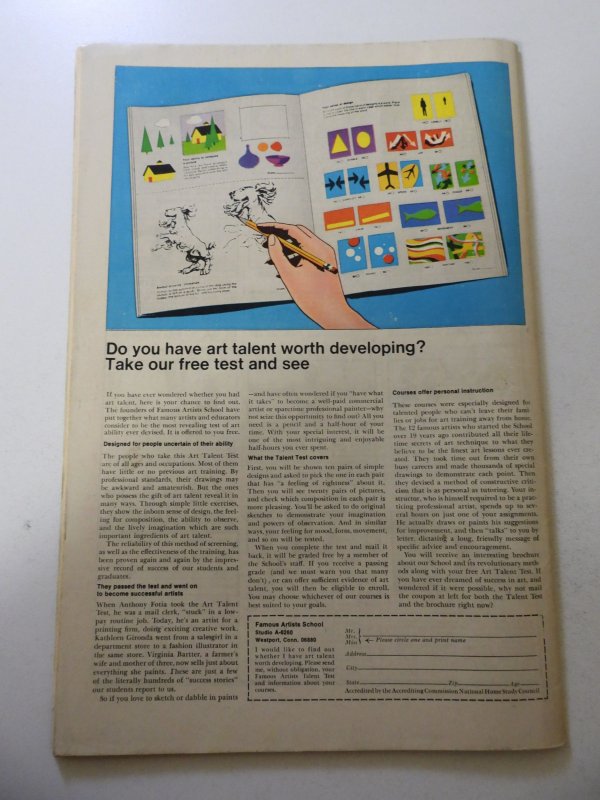 Do you have art talent worth developing?
Take our free test and see
If you have ever wondered whether you had
art talent, here is your chance to find out.
The founders of Famous Artists School have
put together what many artists and educators
consider to be the most revealing test of art
ability ever devised. It is offered to you free.
Designed for people uncertain of their ability
The people who take this Art Talent Test
are of all ages and occupations. Most of them
have little or no previous art training. By
professional standards, their drawings may
be awkward and amateurish. But the ones
who possess the gift of art talent reveal it in
many ways. Through simple little exercises,
they show the inborn sense of design, the feel-
ing for composition, the ability to observe,
and the lively imagination which are such
important ingredients of art talent.
The reliability of this method of screening,
as well as the effectiveness of the training, has
been proven again and again by the impres-
sive record of success of our students and
graduates.
They passed the test and went on
to become successful artists
When Anthony Fotia took the Art Talent
Test, he was a mail clerk, "stuck" in a low-
pay routine job. Today, he's an artist for a
printing firm, doing exciting creative work.
Kathleen Gironda went from a salesgirl in a
department store to a fashion illustrator in
the same store. Virginia Bartter, a farmer's
wife and mother of three, now sells just about
everything she paints. These are just a few
of the literally hundreds of "success stories"
our students report to us.
So if you love to sketch or dabble in paints
—and have often wondered if you "have what
it takes" to become a well-paid commercial
artist or sparetime professional painter—why
not seize this opportunity to find out? All you
need is a pencil and a half-hour of your
time. With your special interest, it will be
one of the most intriguing and enjoyable
half-hours you ever spent.
What the Talent Test covers
First, you will be shown ten pairs of simple
designs and asked to pick the one in each pair
that has "a feeling of rightness" about it.
Then you will see twenty pairs of pictures,
and check which composition in each pair is
more pleasing. You'll be asked to do original
sketches to demonstrate your imagination
and powers of observation. And in similar
ways, your feeling for mood, form, movement,
and so on will be tested.
When you complete the test and mail it
back, it will be graded free by a member of
the School's staff. If you receive a passing
grade (and we must warn you that many
don't), or can offer sufficient evidence of art
talent, you will then be eligible to enroll.
You may choose whichever of our courses is
best suited to your goals.
Courses offer personal instruction
These courses were especially designed for
talented people who can't leave their fami-
lies or jobs for art training away from home.
The 12 famous artists who started the School
over 19 years ago contributed all their life-
time secrets of art technique to what they
believe to be the finest art lessons ever cre-
ated. They took time out from their own
busy careers and made thousands of special
drawings to demonstrate each point. Then
they devised a method of constructive criti-
cism that is as personal as tutoring. Your in-
structor, who is himself required to be a prac-
ticing professional artist, spends up to sev-
eral hours on just one of your assignments.
He actually draws or paints his suggestions
for improvement, and then "talks" to you by
letter, dictating a long, friendly message of
specific advice and encouragement.
You will receive an interesting brochure
about our School and its revolutionary meth-
ods along with your free Art Talent Test. If
you have ever dreamed of success in art, and
wondered if it were possible, why not mail
the coupon at left for both the Talent Test
and the brochure right now?
Famous Artists School
Studio A-6260
Westport, Conn. 06880
I would like to find out
whether I have art talent
worth developing. Please send
me, without obligation, your
Famous Artists Talent Test
and information about your
courses.
Mr.
Mrs.
Miss
Please circle one and print name
Address
City
State Zip Age
Accredited by the Accrediting Commission National Home Study Council